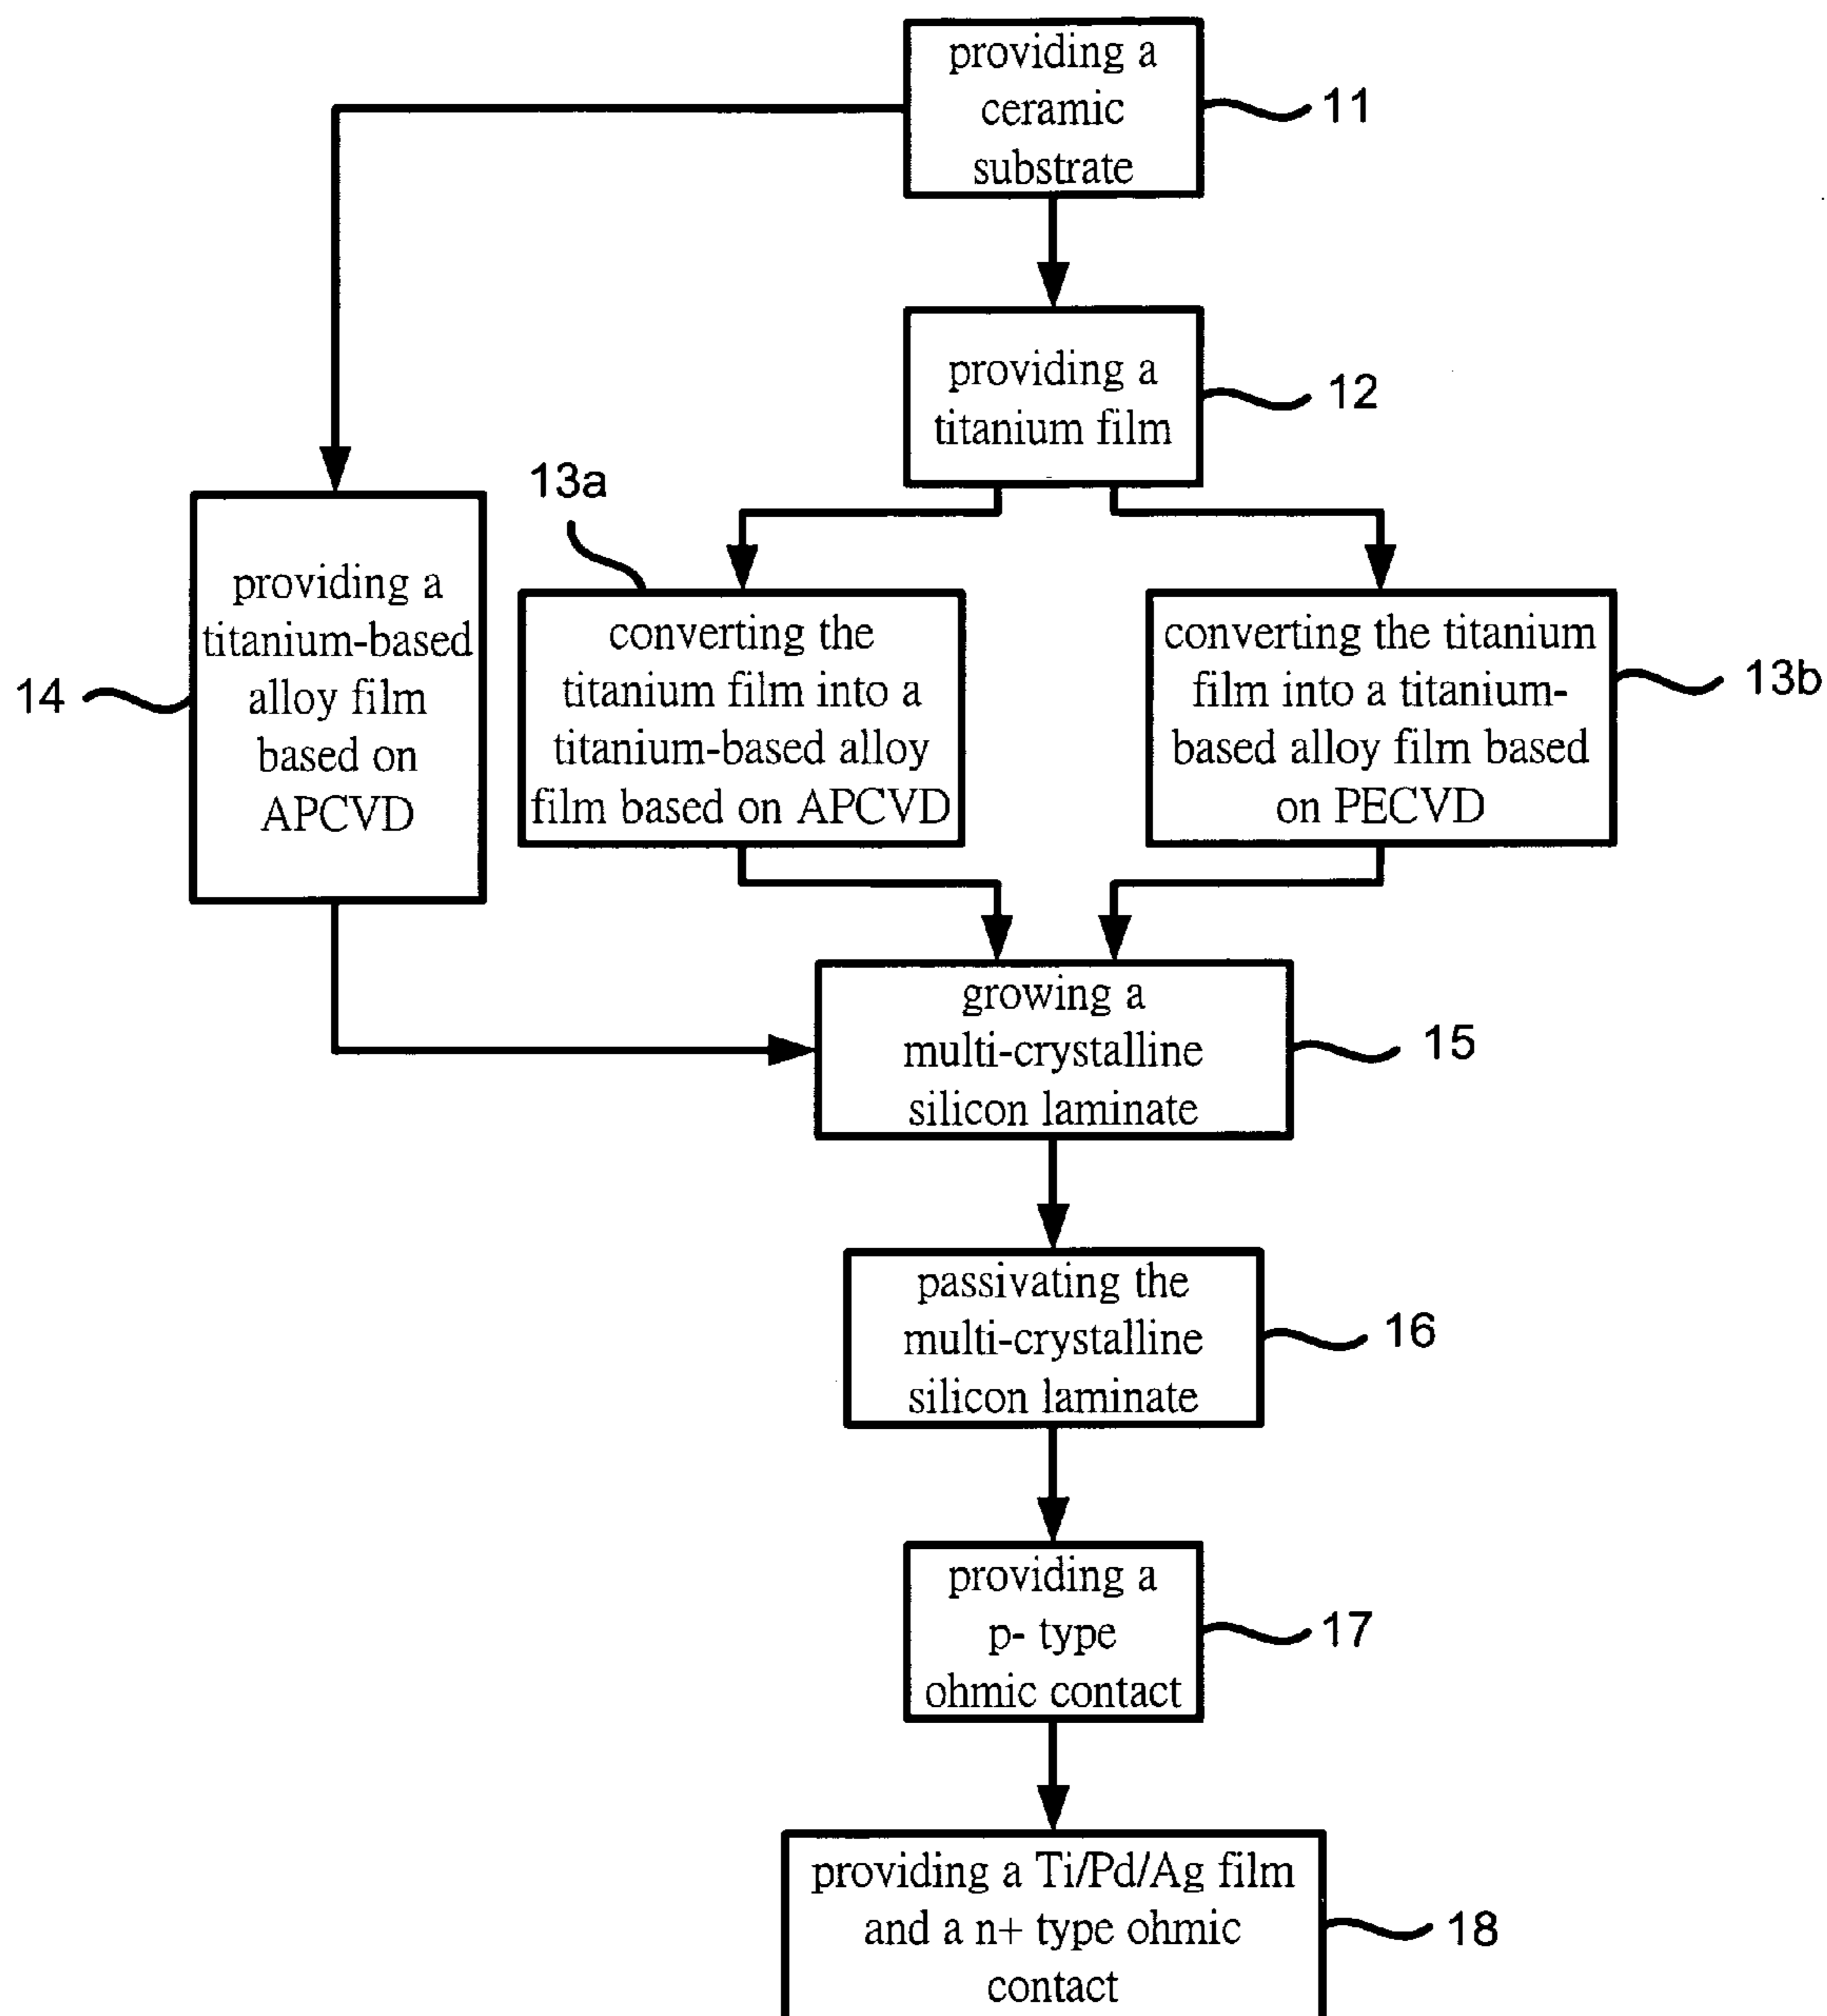 providing a
ceramic
substrate
11
providing a
titanium film
12
13a
providing a
titanium-based
alloy film
based on
APCVD
14
converting the
titanium film into a
titanium-based alloy
film based on APCVD
converting the titanium
film into a titanium-
based alloy film based
on PECVD
13b
growing a
multi-crystalline
silicon laminate
15
passivating the
multi-crystalline
silicon laminate
16
providing a
p- type
ohmic contact
17
providing a Ti/Pd/Ag film
and a n+ type ohmic
contact
18